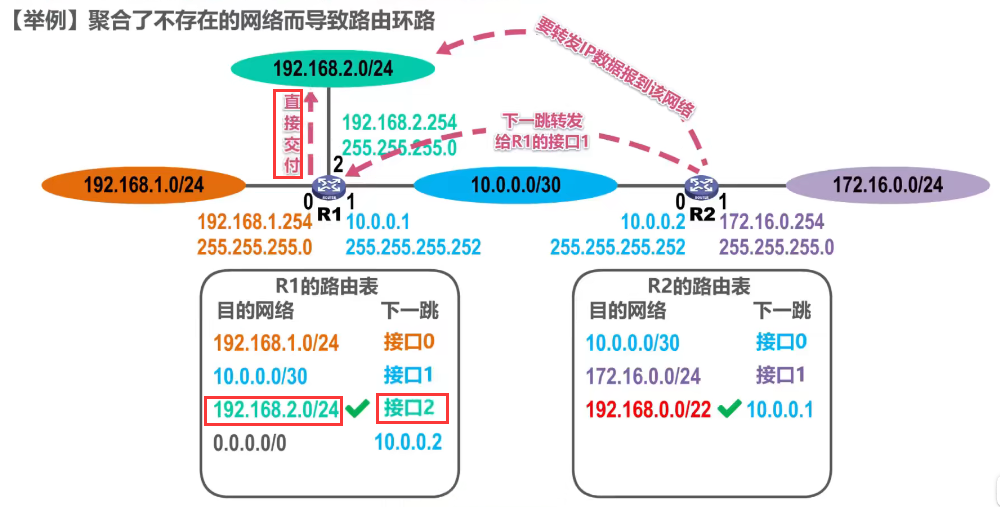 【举例】聚合了不存在的网络而导致路由环路
192.168.2.0/24
要转发IP数据报到该网络
直接交付
192.168.2.254
255.255.255.0
下一跳转发
给R1的接口1
2
192.168.1.0/24
10.0.0.0/30
172.16.0.0/24
0
R1
1
0
R2
1
192.168.1.254
255.255.255.0
10.0.0.1
255.255.255.252
10.0.0.2
255.255.255.252
172.16.0.254
255.255.255.0
R1的路由表
目的网络 下一跳
192.168.1.0/24 接口0
10.0.0.0/30 接口1
192.168.2.0/24 接口2
0.0.0.0/0 10.0.0.2
R2的路由表
目的网络 下一跳
10.0.0.0/30 接口0
172.16.0.0/24 接口1
192.168.0.0/22 10.0.0.1